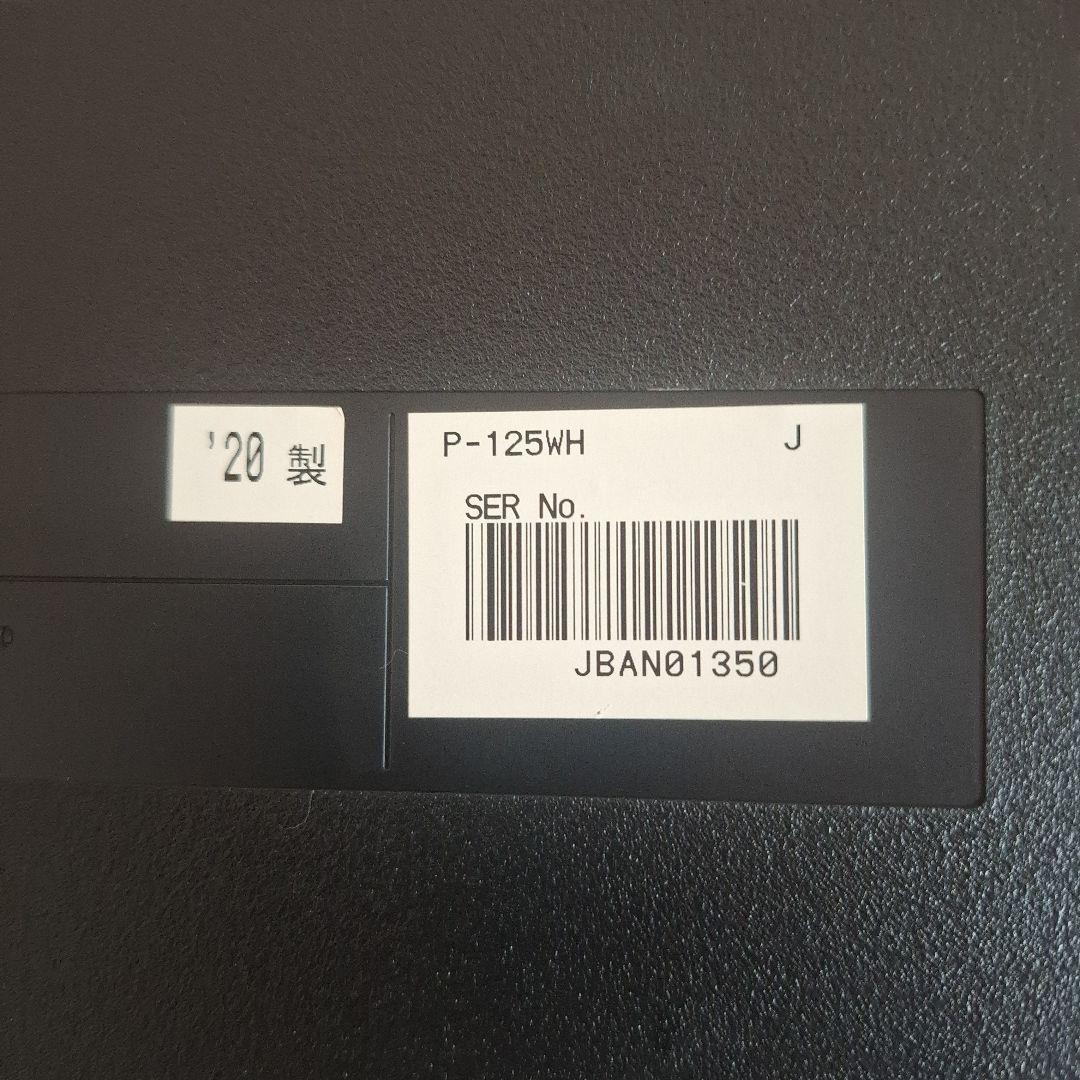 '20 製
P-125WH J
SER No.
JBAN01350